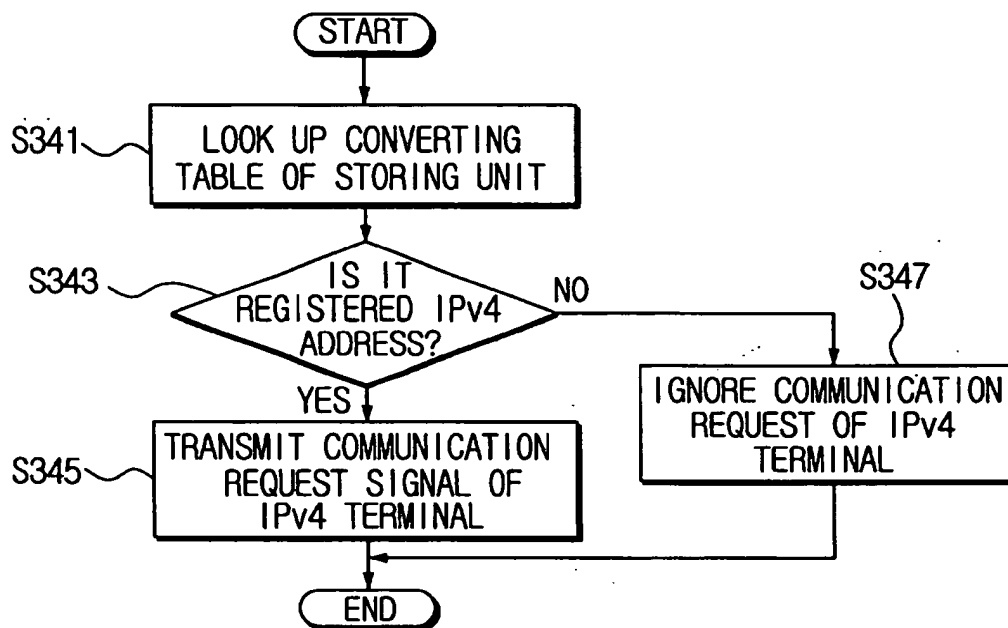 START
S341
LOOK UP CONVERTING
TABLE OF STORING UNIT
S343
IS IT
REGISTERED IPv4
ADDRESS?
NO
S347
YES
IGNORE COMMUNICATION
REQUEST OF IPv4
TERMINAL
S345
TRANSMIT COMMUNICATION
REQUEST SIGNAL OF
IPv4 TERMINAL
END